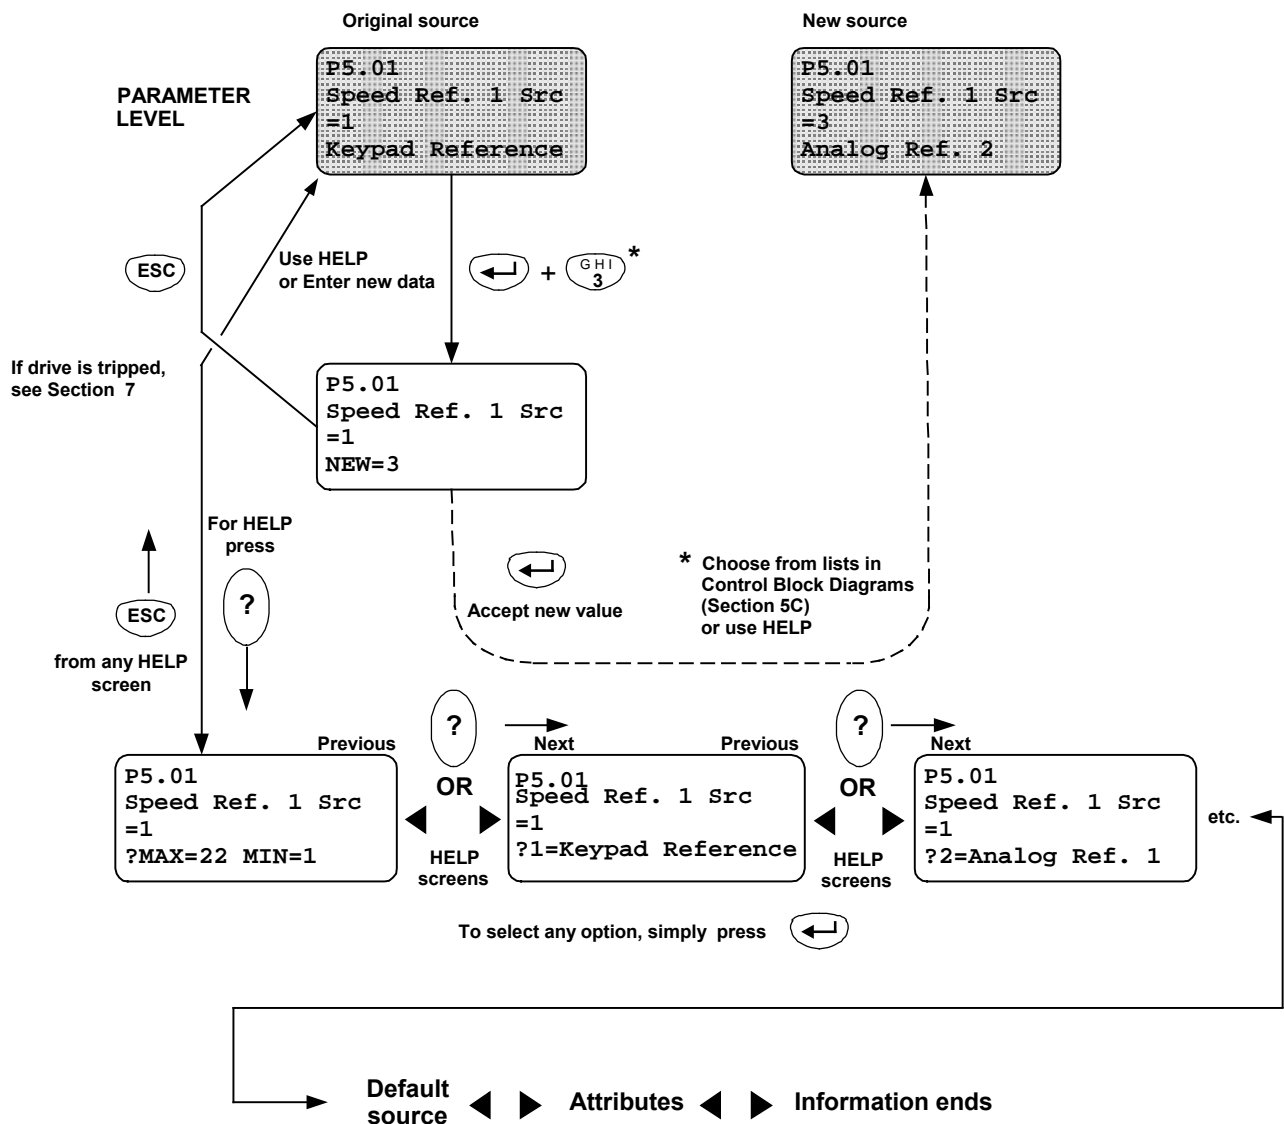 Original source
New source
PARAMETER
LEVEL
P5.01
Speed Ref. 1 Src
=1
Keypad Reference
P5.01
Speed Ref. 1 Src
=3
Analog Ref. 2
ESC
Use HELP
or Enter new data
+
GHI
3
*
If drive is tripped,
see Section 7
P5.01
Speed Ref. 1 Src
=1
NEW=3
For HELP
press
?
ESC
from any HELP
screen
Accept new value
* Choose from lists in
Control Block Diagrams
(Section 5C)
or use HELP
Previous
?
OR
HELP
screens
Next
Previous
?
OR
HELP
screens
Next
P5.01
Speed Ref. 1 Src
=1
?MAX=22 MIN=1
P5.01
Speed Ref. 1 Src
=1
?1=Keypad Reference
P5.01
Speed Ref. 1 Src
=1
?2=Analog Ref. 1
etc.
To select any option, simply press
Default
source
Attributes
Information ends